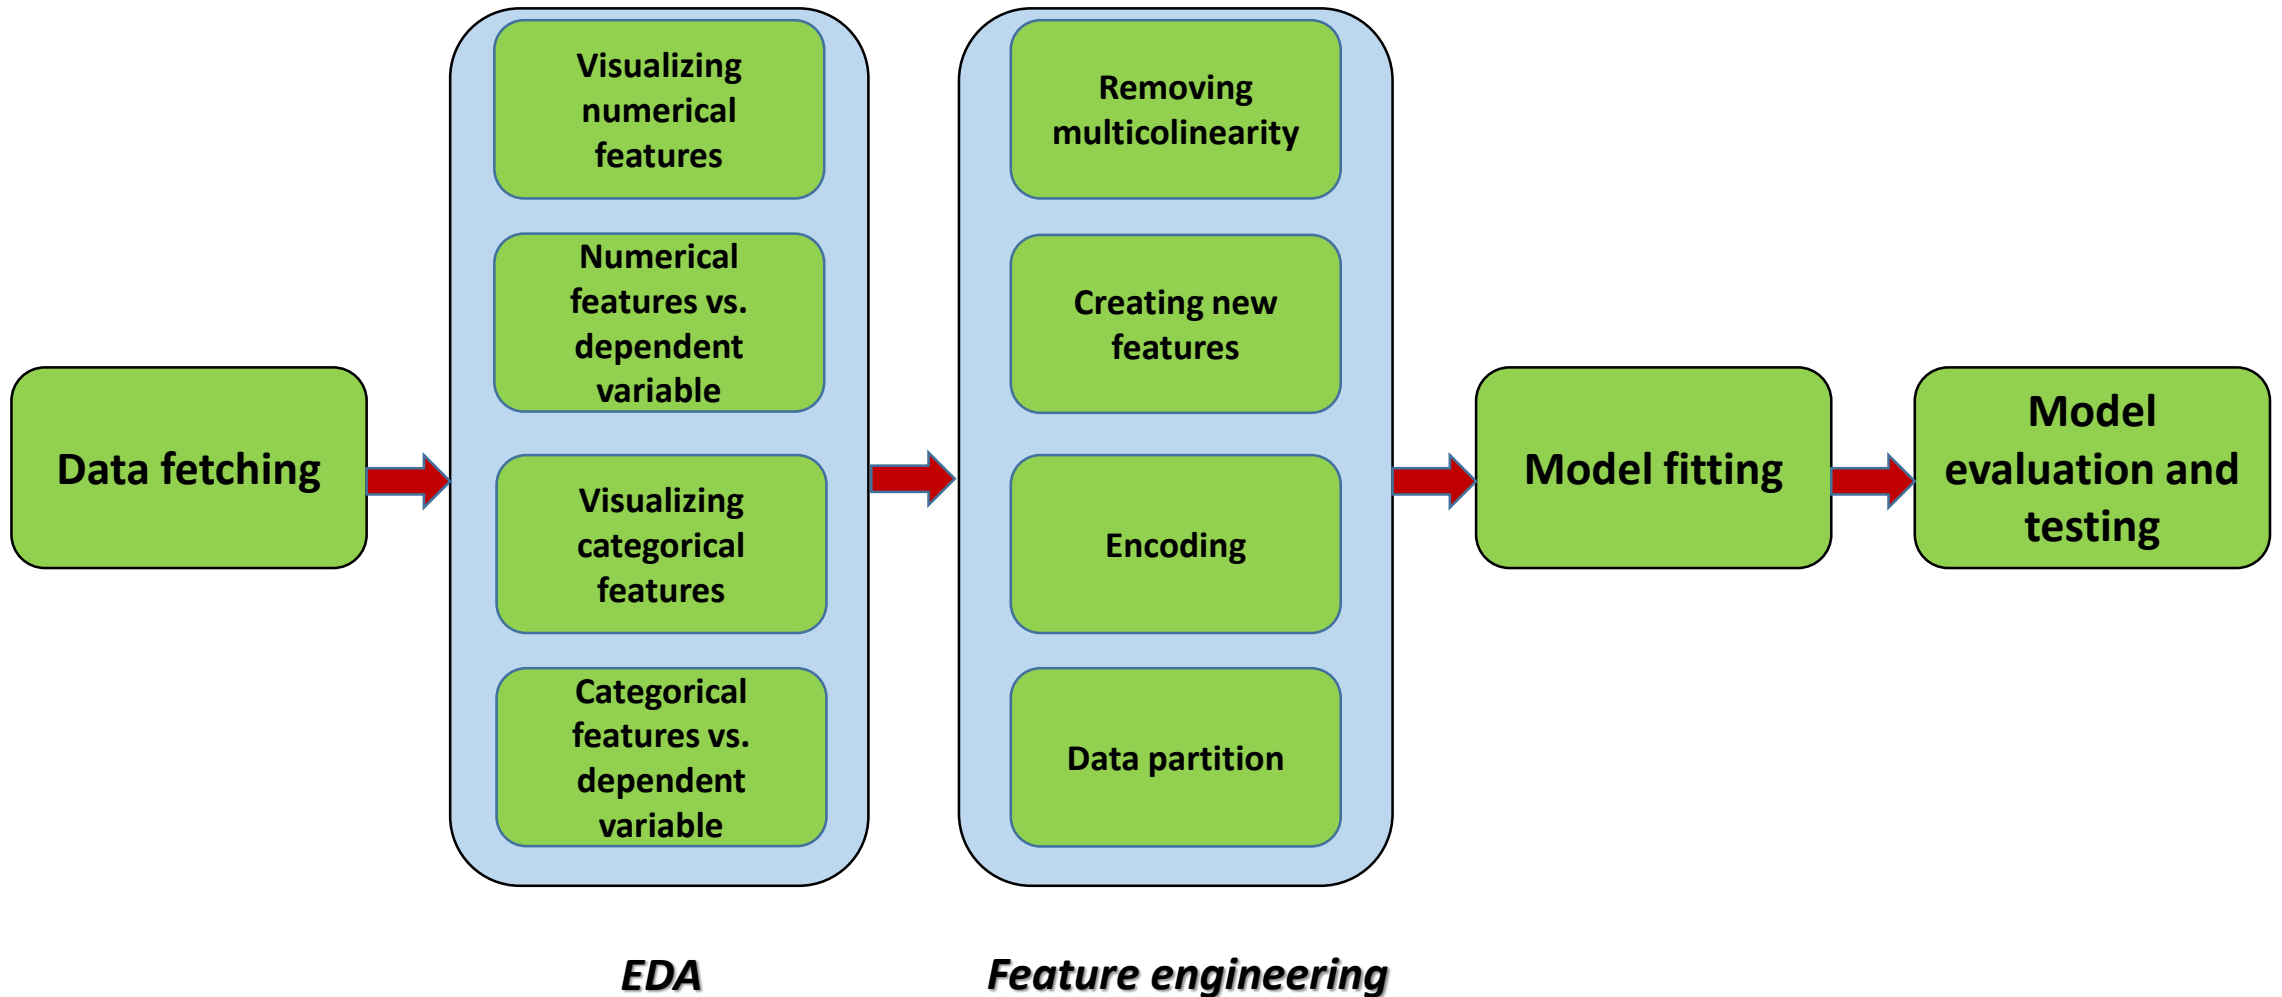 Data fetching
Visualizing
numerical
features
Numerical
features vs.
dependent
variable
Visualizing
categorical
features
Categorical
features vs.
dependent
variable
EDA
Removing
multicolinearity
Creating new
features
Encoding
Data partition
Feature engineering
Model fitting
Model
evaluation and
testing